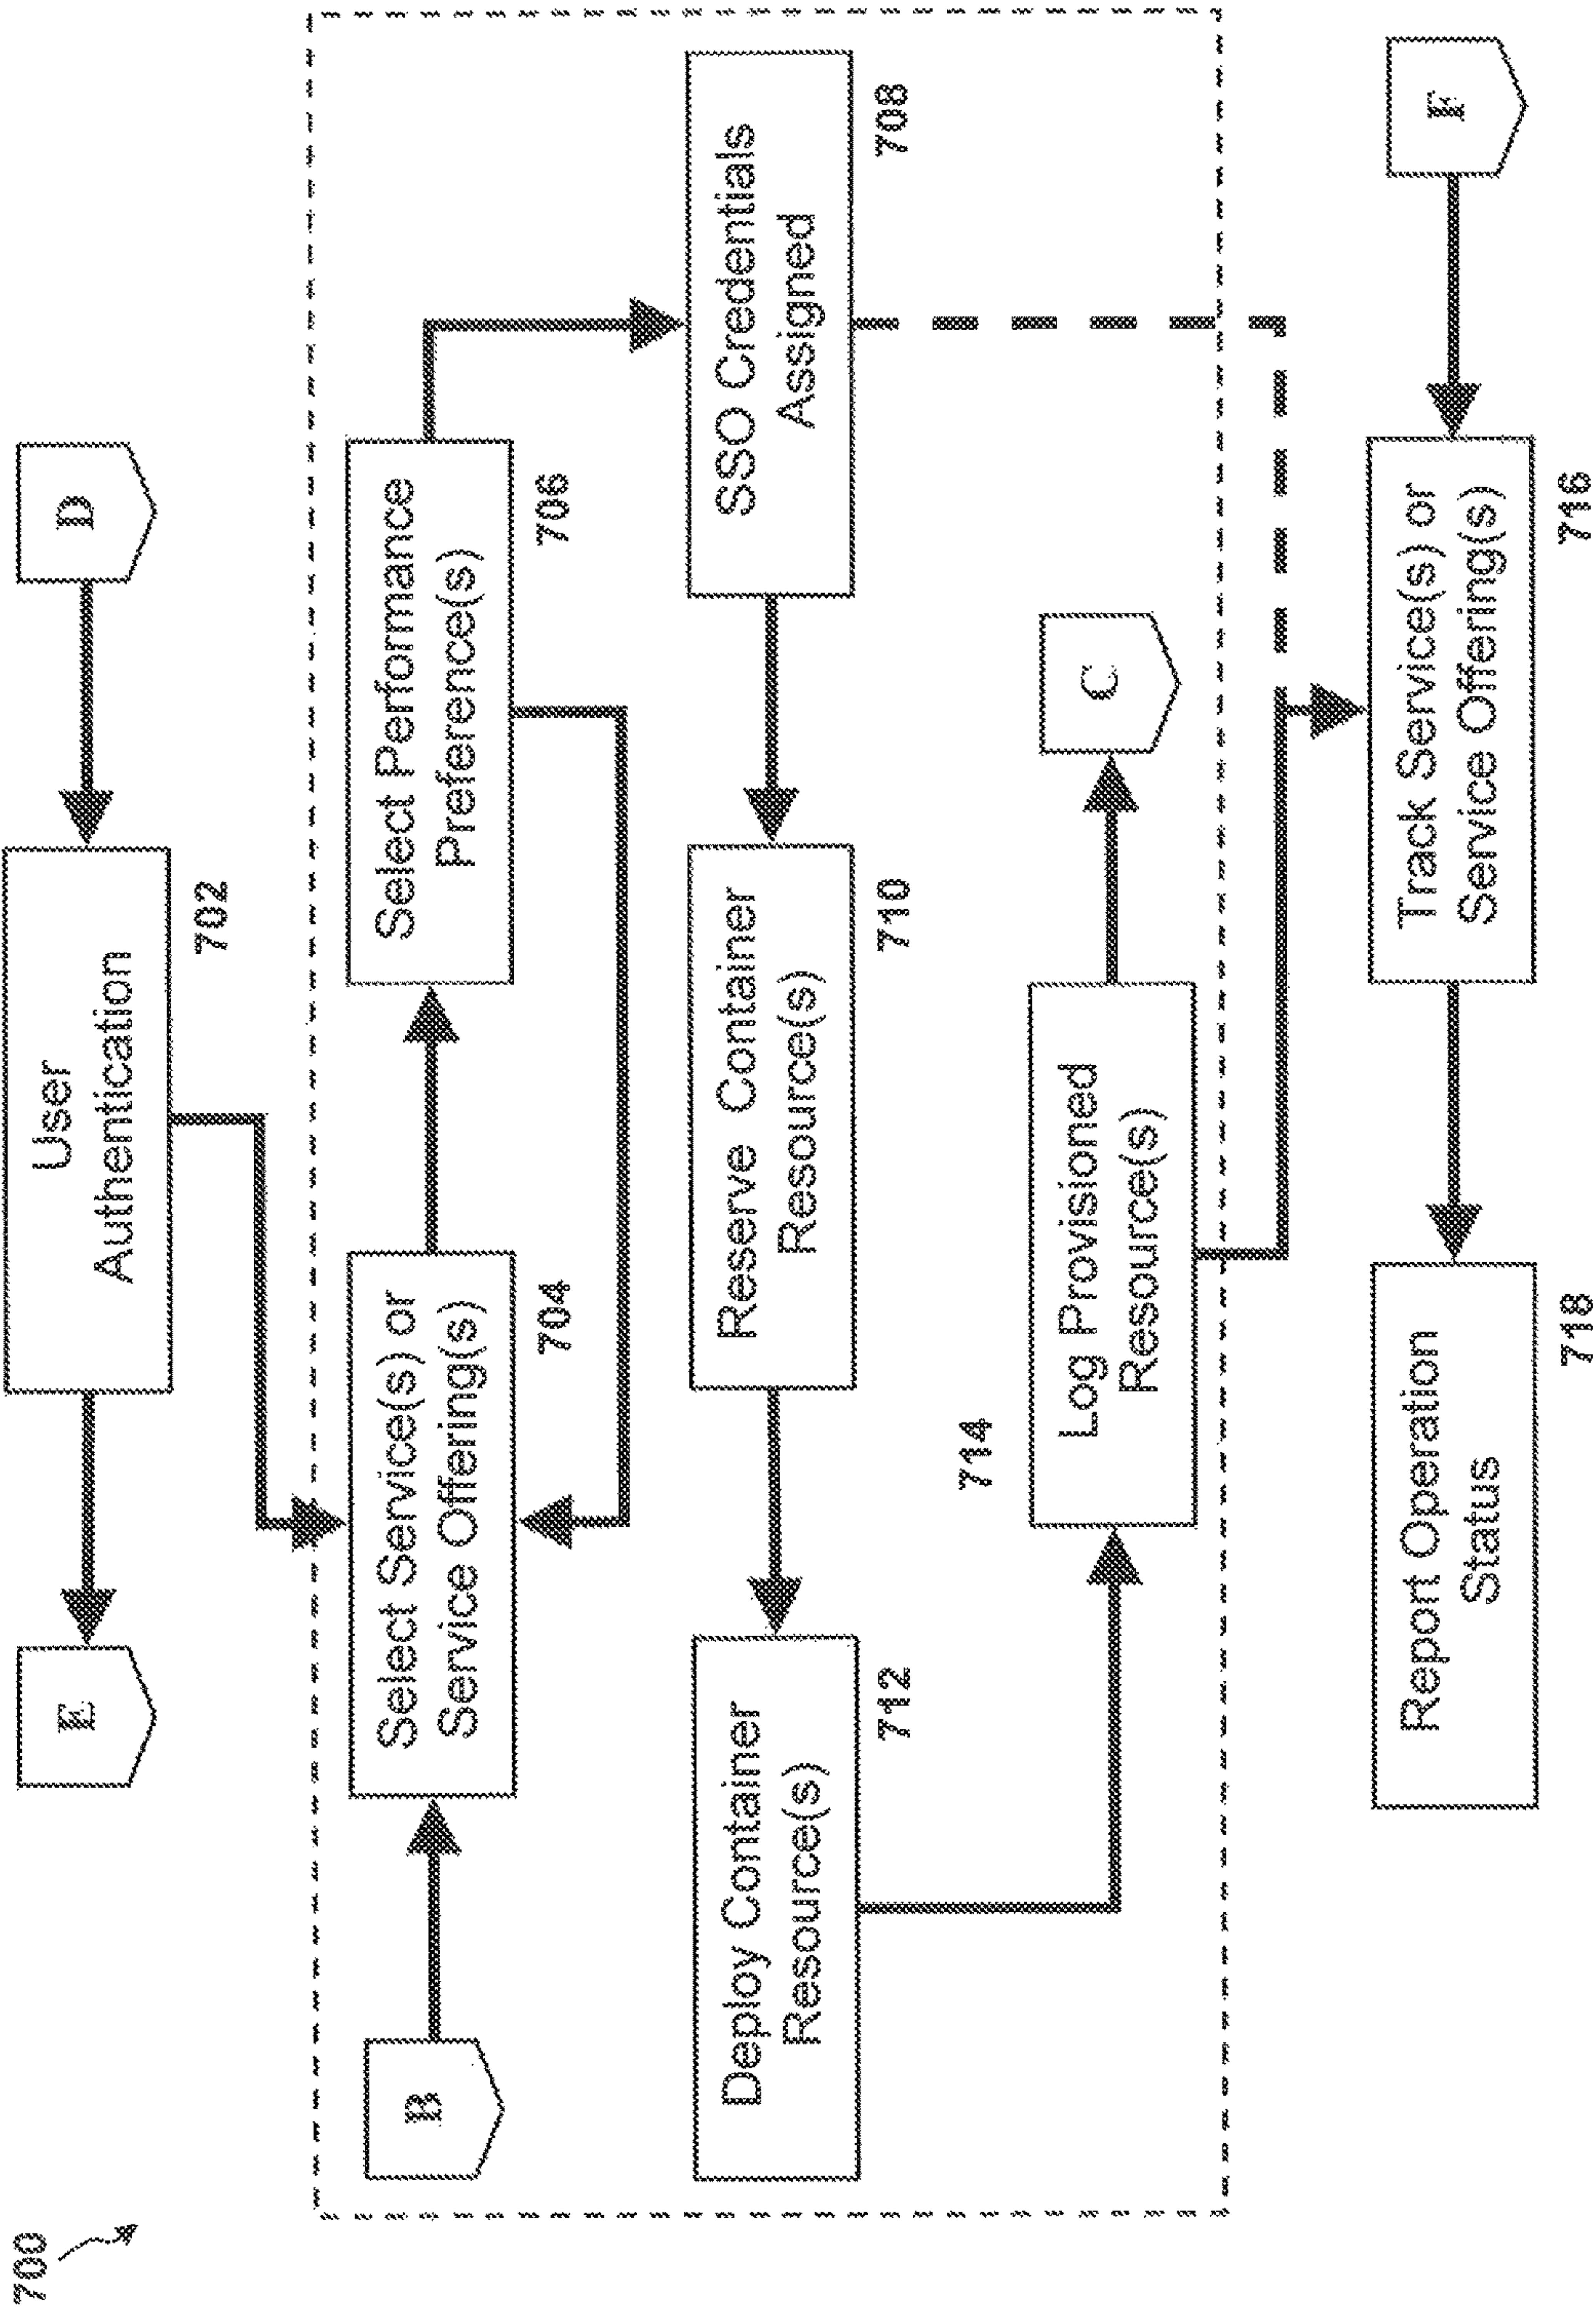 700
E
User
Authentication
702
D
B
Select Service(s) or
Service Offering(s)
704
Select Performance
Preference(s)
706
Deploy Container
Resource(s)
712
Reserve Container
Resource(s)
710
SSO Credentials
Assigned
708
714
Log Provisioned
Resource(s)
C
Report Operation
Status
718
Track Service(s) or
Service Offering(s)
716
F